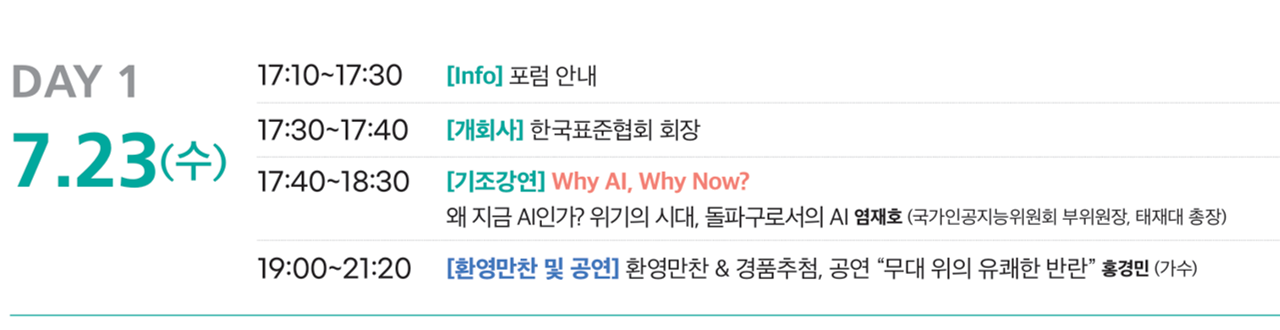 DAY 1
7.23(수)
17:10~17:30 [Info] 포럼 안내
17:30~17:40 [개회사] 한국표준협회 회장
17:40~18:30 [기조강연] Why AI, Why Now?
왜 지금 AI인가? 위기의 시대, 돌파구로서의 AI 염재호 (국가인공지능위원회 부위원장, 태재대 총장)
19:00~21:20 [환영만찬 및 공연] 환영만찬 & 경품추첨, 공연 “무대 위의 유쾌한 반란” 홍경민 (가수)